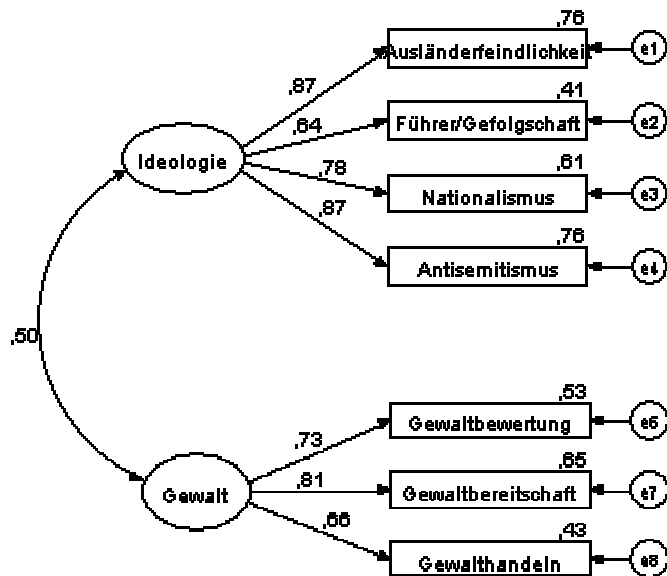 ,76
Ausländerfeindlichkeit
e1
,87
,41
Führer/Gefolgschaft
e2
,64
Ideologie
,61
Nationalismus
e3
,78
,87
,76
Antisemitismus
e4
,50
,53
Gewaltbewertung
e6
,73
,65
Gewaltbereitschaft
e7
,81
Gewalt
,66
,43
Gewalthandeln
e8